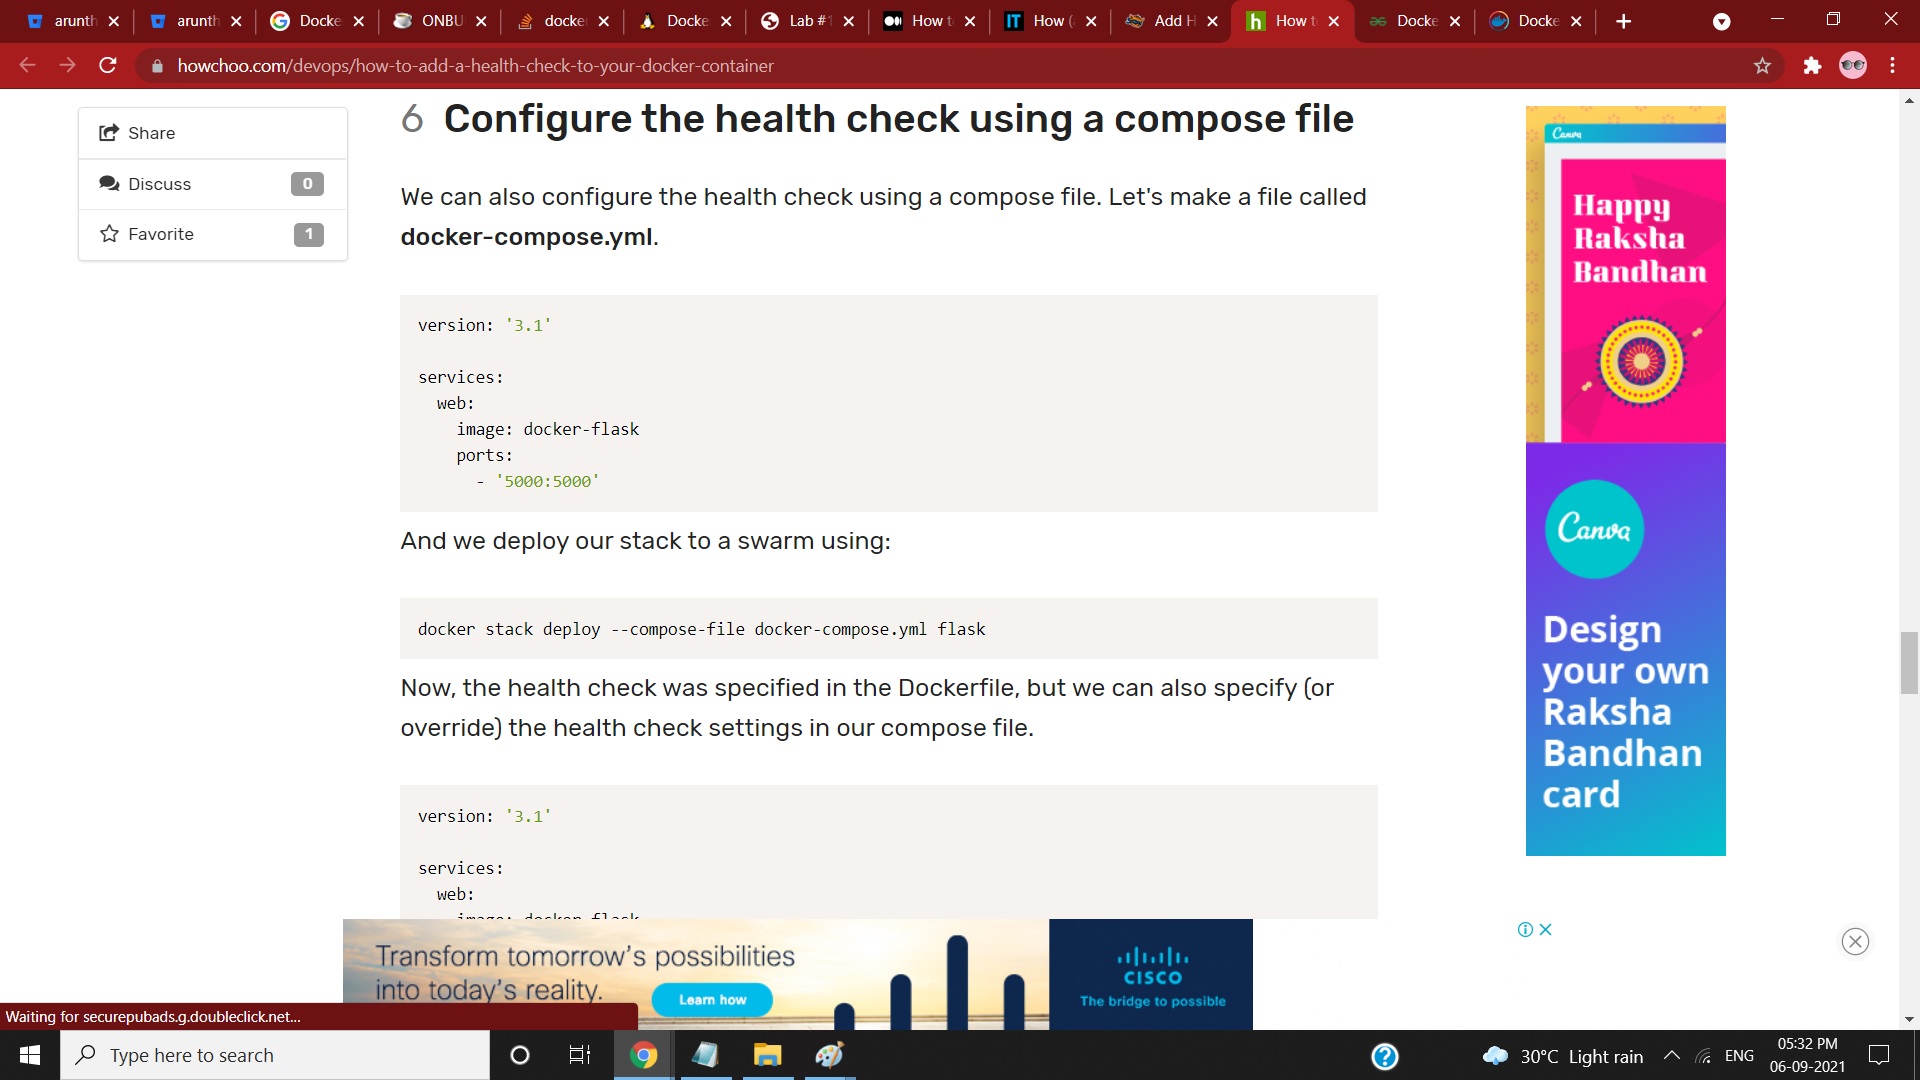 arunth
arunth
Docke
ONBU
docke
Docke
Lab #1
How t
How (
Add H
How t
Docke
Docke
howchoo.com/devops/how-to-add-a-health-check-to-your-docker-container
Share
Discuss 0
Favorite 1
6 Configure the health check using a compose file
We can also configure the health check using a compose file. Let's make a file called
docker-compose.yml.
version: '3.1'
services:
web:
image: docker-flask
ports:
- '5000:5000'
And we deploy our stack to a swarm using:
docker stack deploy --compose-file docker-compose.yml flask
Now, the health check was specified in the Dockerfile, but we can also specify (or
override) the health check settings in our compose file.
version: '3.1'
services:
web:
image: docker-flask
Canva
Happy
Raksha
Bandhan
Canva
Design
your own
Raksha
Bandhan
card
Transform tomorrow's possibilities
into today's reality.
Learn how
CISCO
The bridge to possible
Waiting for securepubads.g.doubleclick.net...
Type here to search
30°C Light rain
ENG
05:32 PM
06-09-2021